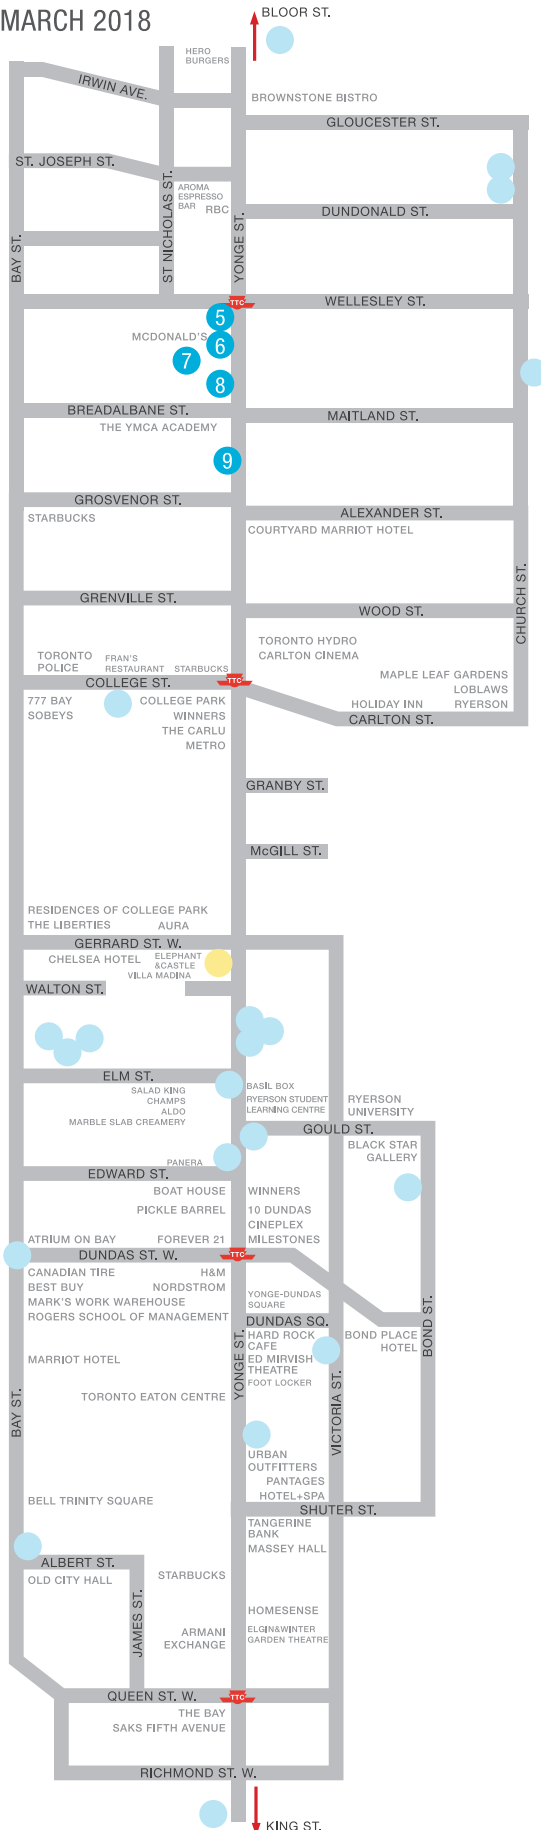 MARCH 2018
BLOOR ST.
HERO
BURGERS
IRWIN AVE.
BROWNSTONE BISTRO
GLOUCESTER ST.
ST. JOSEPH ST.
ST NICHOLAS ST.
AROMA
ESPRESSO
BAR
RBC
DUNDONALD ST.
YONGE ST.
BAY ST.
TTC
WELLESLEY ST.
5
MCDONALD'S
6
7
8
BREADALBANE ST.
MAITLAND ST.
THE YMCA ACADEMY
9
GROSVENOR ST.
STARBUCKS
ALEXANDER ST.
COURTYARD MARRIOT HOTEL
CHURCH ST.
GRENVILLE ST.
WOOD ST.
TORONTO HYDRO
CARLTON CINEMA
TORONTO
POLICE
FRAN'S
RESTAURANT
STARBUCKS
COLLEGE ST.
TTC
MAPLE LEAF GARDENS
LOBLAWS
HOLIDAY INN
RYERSON
CARLTON ST.
777 BAY
SOBEYS
COLLEGE PARK
WINNERS
THE CARLU
METRO
GRANBY ST.
McGILL ST.
RESIDENCES OF COLLEGE PARK
THE LIBERTIES
AURA
GERRARD ST. W.
CHELSEA HOTEL
ELEPHANT
&CASTLE
VILLA MADINA
WALTON ST.
ELM ST.
SALAD KING
CHAMPS
ALDO
MARBLE SLAB CREAMERY
BASIL BOX
RYERSON STUDENT
LEARNING CENTRE
RYERSON
UNIVERSITY
GOULD ST.
BLACK STAR
GALLERY
PANERA
EDWARD ST.
BOAT HOUSE
WINNERS
PICKLE BARREL
10 DUNDAS
CINEPLEX
MILESTONES
ATRIUM ON BAY
FOREVER 21
DUNDAS ST. W.
TTC
CANADIAN TIRE
H&M
BEST BUY
NORDSTROM
MARK'S WORK WAREHOUSE
ROGERS SCHOOL OF MANAGEMENT
YONGE-DUNDAS
SQUARE
DUNDAS SQ.
HARD ROCK
CAFE
ED MIRVISH
THEATRE
FOOT LOCKER
BOND PLACE
HOTEL
BOND ST.
MARRIOT HOTEL
YONGE ST.
BAY ST.
VICTORIA ST.
TORONTO EATON CENTRE
URBAN
OUTFITTERS
PANTAGES
HOTEL+SPA
BELL TRINITY SQUARE
SHUTER ST.
TANGERINE
BANK
MASSEY HALL
ALBERT ST.
OLD CITY HALL
STARBUCKS
JAMES ST.
HOMESENSE
ARMANI
EXCHANGE
ELGIN&WINTER
GARDEN THEATRE
QUEEN ST. W.
TTC
THE BAY
SAKS FIFTH AVENUE
RICHMOND ST. W.
KING ST.